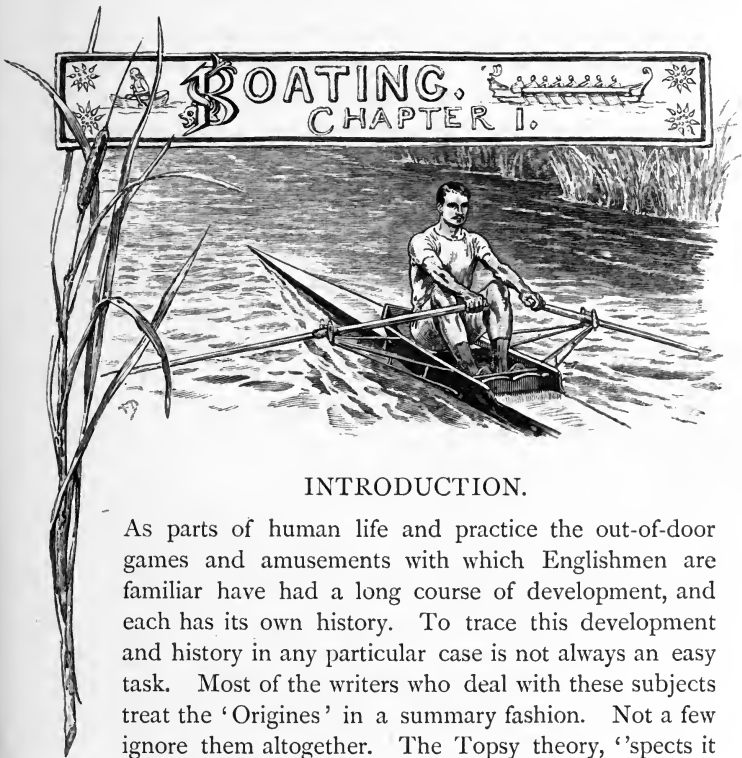 BOATING.
CHAPTER I.
INTRODUCTION.
As parts of human life and practice the out-of-door
games and amusements with which Englishmen are
familiar have had a long course of development, and
each has its own history. To trace this development
and history in any particular case is not always an easy
task. Most of the writers who deal with these subjects
treat the ‘Origines’ in a summary fashion. Not a few
ignore them altogether. The Topsy theory, ‘’spects it